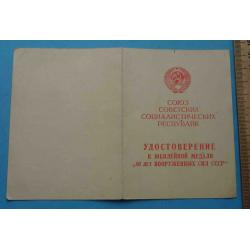 СОЮЗ
СОВЕТСКИХ
СОЦИАЛИСТИЧЕСКИХ
РЕСПУБЛИК
УДОСТОВЕРЕНИЕ
К ЮБИЛЕЙНОЙ МЕДАЛИ
„60 ЛЕТ ВООРУЖЕННЫХ СИЛ СССР“